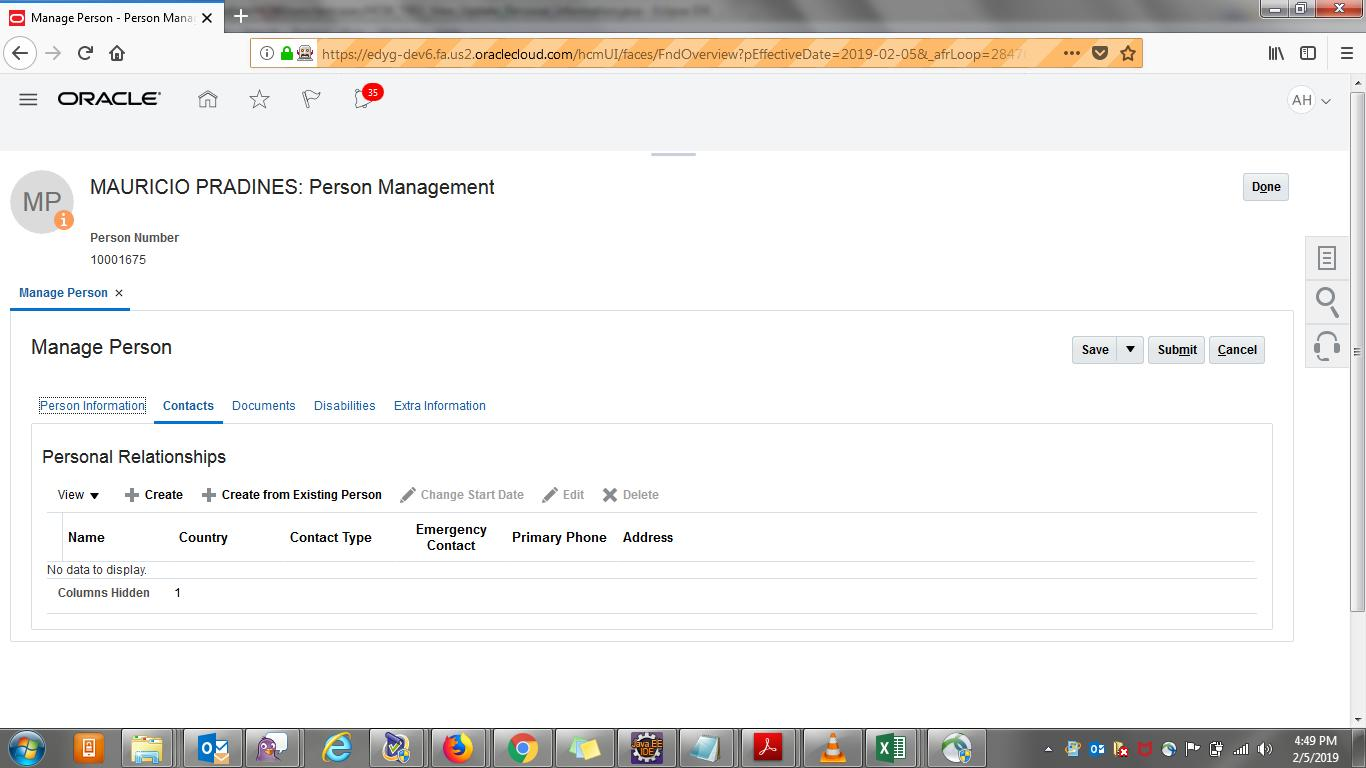 Manage Person - Person Mana
https://edyg-dev6.fa.us2.oraclecloud.com/hcmUI/faces/FndOverview?pEffectiveDate=2019-02-05&_afrLoop=2847
ORACLE
35
AH
MP
MAURICIO PRADINES: Person Management
Done
Person Number
10001675
Manage Person
Manage Person
Save
Submit
Cancel
Person Information Contacts Documents Disabilities Extra Information
Personal Relationships
View Create Create from Existing Person Change Start Date Edit Delete
Name Country Contact Type Emergency Contact Primary Phone Address
No data to display.
Columns Hidden 1
Java EE IDE
4:49 PM
2/5/2019